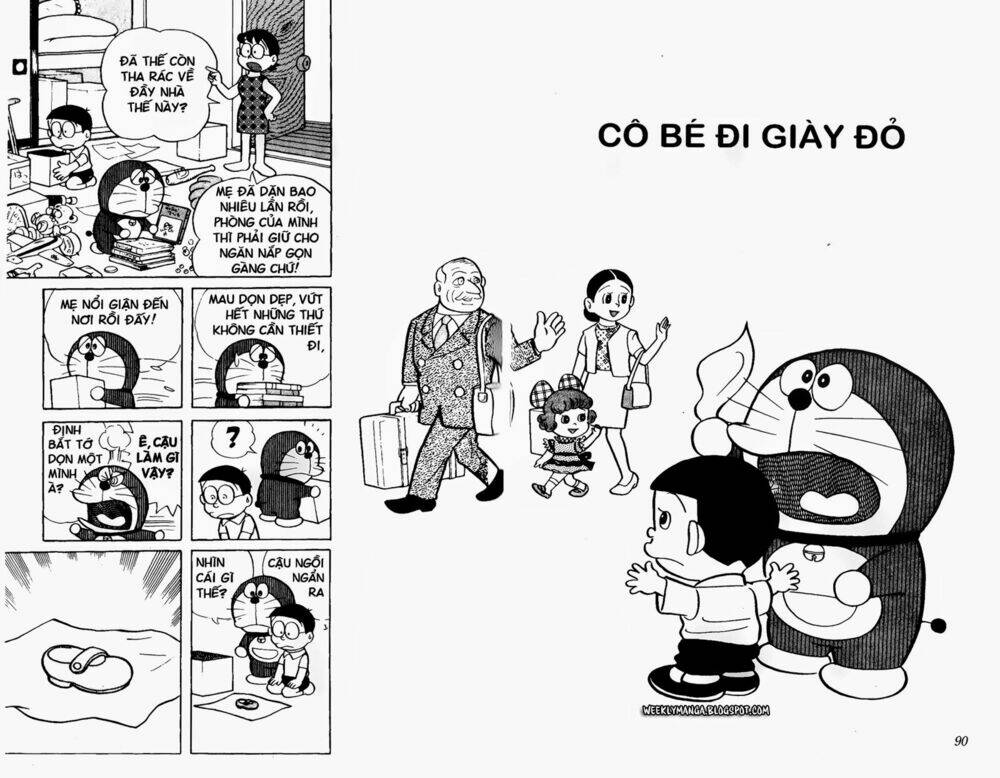 CÔ BÉ ĐI GIÀY ĐỎ
WEEKLYMANGA.BLOGSPOT.COM
90
MẸ ĐÃ DẶN BAO
NHIÊU LẦN RỒI,
PHÒNG CỦA MÌNH
THÌ PHẢI GIỮ CHO
NGĂN NẮP GỌN
GÀNG CHỨ!
ĐÃ THẾ CÒN
THA RÁC VỀ
ĐẦY NHÀ
THẾ NÀY?
MAU DỌN DẸP, VỨT
HẾT NHỮNG THỨ
KHÔNG CẦN THIẾT
ĐI,
MẸ NỔI GIẬN ĐẾN
NƠI RỒI ĐẤY!
?
Ê, CẬU
LÀM GÌ
VẬY?
ĐỊNH
BẮT TỚ
DỌN MỘT
MÌNH
À?
CẬU NGỒI
NGẨN
RA
NHÌN
CÁI GÌ
THẾ?